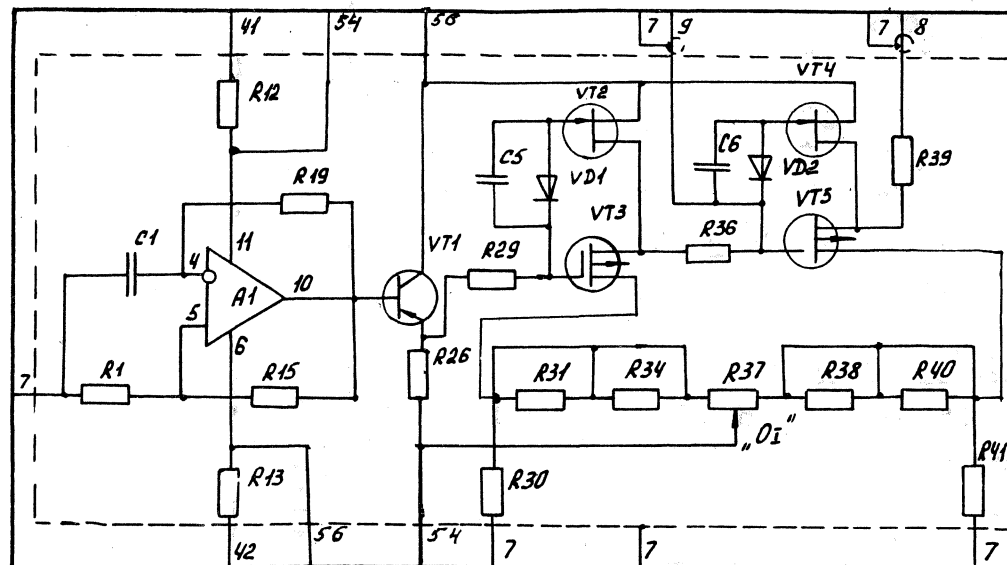 41 54 58 7 9 7 8
VT4
R12 VT2
C5 C6 R39
R19 VD1 VD2
C1 11 VT1 VT3 VT5
4 R29 R36
A1 10
5
6 R26
R1 R15 R31 R34 R37 R38 R40
7
„OI”
R13 R30 R41
56 54
42 7 7 7